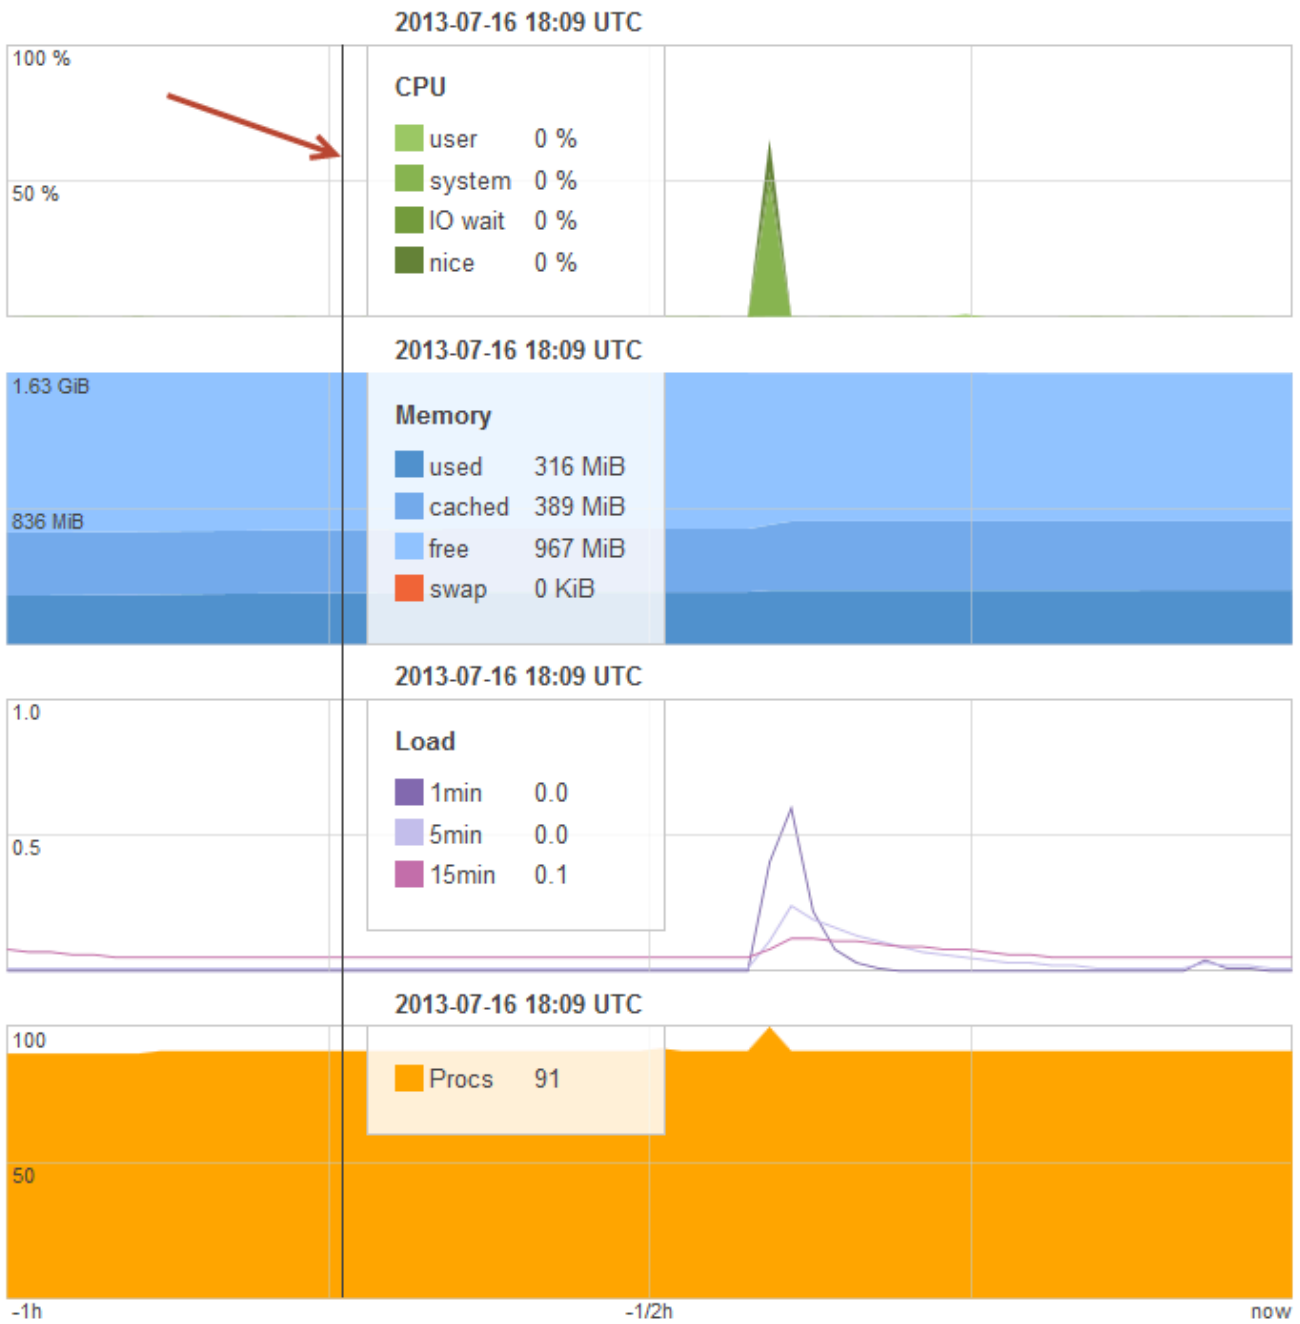 2013-07-16 18:09 UTC
100 %
CPU
user 0 %
system 0 %
50 %
IO wait 0 %
nice 0 %
2013-07-16 18:09 UTC
1.63 GiB
Memory
used 316 MiB
cached 389 MiB
836 MiB
free 967 MiB
swap 0 KiB
2013-07-16 18:09 UTC
1.0
Load
1min 0.0
5min 0.0
0.5
15min 0.1
2013-07-16 18:09 UTC
100
Procs 91
50
-1h -1/2h now